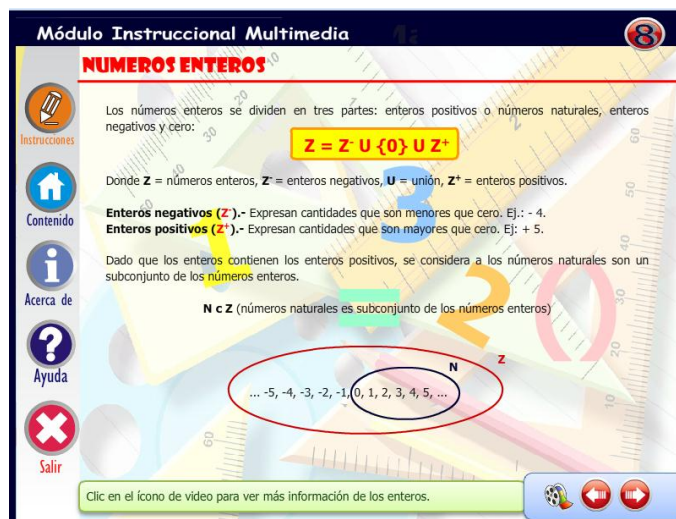 Módulo Instruccional Multimedia
8
NUMEROS ENTEROS
Los números enteros se dividen en tres partes: enteros positivos o números naturales, enteros
negativos y cero:
Z = Z⁻ U {0} U Z⁺
Donde Z = números enteros, Z⁻ = enteros negativos, U = unión, Z⁺ = enteros positivos.
Enteros negativos (Z⁻).- Expresan cantidades que son menores que cero. Ej.: - 4.
Enteros positivos (Z⁺).- Expresan cantidades que son mayores que cero. Ej: + 5.
Dado que los enteros contienen los enteros positivos, se considera a los números naturales son un
subconjunto de los números enteros.
N c Z (números naturales es subconjunto de los números enteros)
N
Z
... -5, -4, -3, -2, -1, 0, 1, 2, 3, 4, 5, ...
Instrucciones
Contenido
Acerca de
Ayuda
Salir
Clic en el ícono de video para ver más información de los enteros.